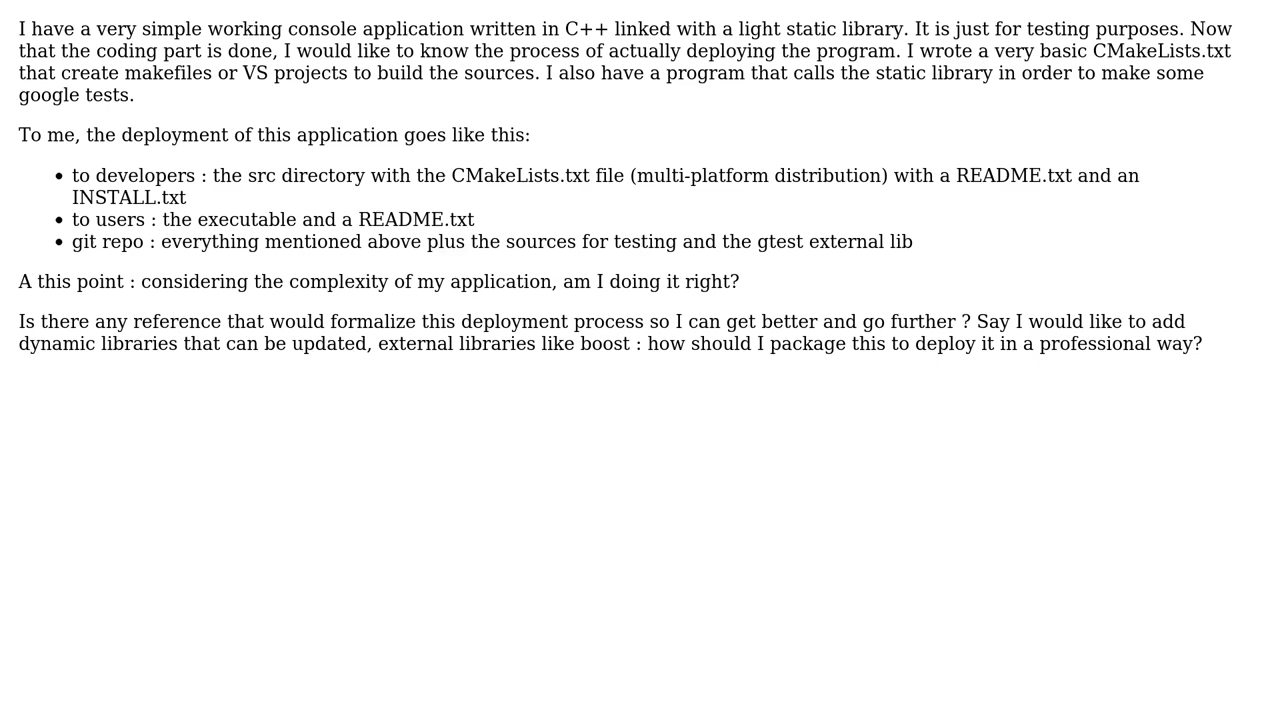 I have a very simple working console application written in C++ linked with a light static library. It is just for testing purposes. Now
that the coding part is done, I would like to know the process of actually deploying the program. I wrote a very basic CMakeLists.txt
that create makefiles or VS projects to build the sources. I also have a program that calls the static library in order to make some
google tests.
To me, the deployment of this application goes like this:
• to developers : the src directory with the CMakeLists.txt file (multi-platform distribution) with a README.txt and an
INSTALL.txt
• to users : the executable and a README.txt
• git repo : everything mentioned above plus the sources for testing and the gtest external lib
A this point : considering the complexity of my application, am I doing it right?
Is there any reference that would formalize this deployment process so I can get better and go further ? Say I would like to add
dynamic libraries that can be updated, external libraries like boost : how should I package this to deploy it in a professional way?